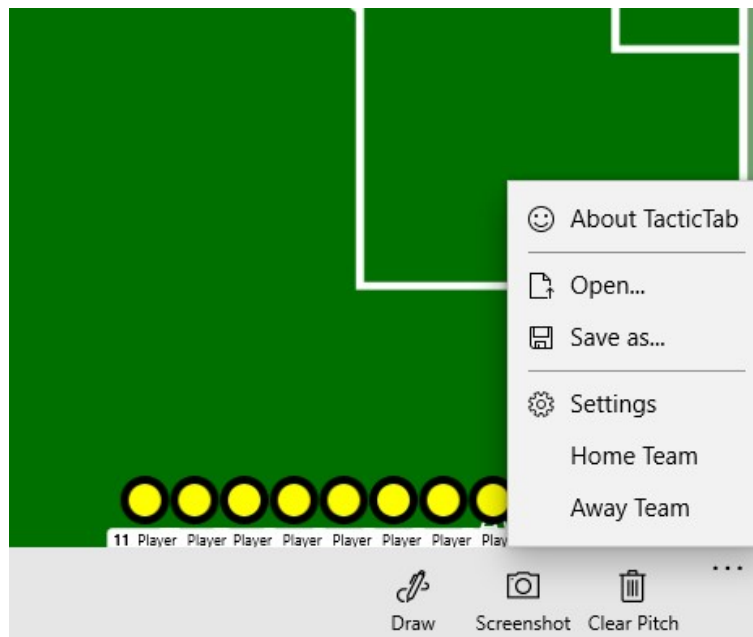 About TacticTab
Open...
Save as...
Settings
Home Team
Away Team
11 Player Player Player Player Player Player Player
Draw Screenshot Clear Pitch